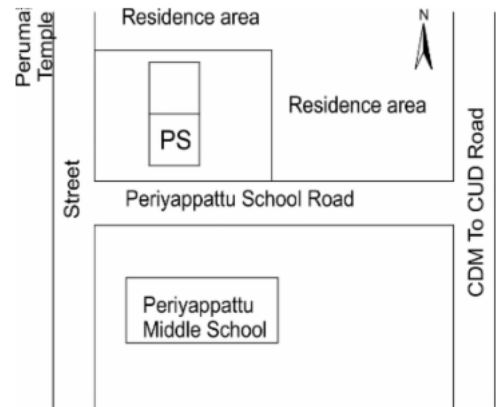 Residence area
N
Perumal
Temple
Residence area
PS
Street
Periyappattu School Road
CDM To CUD Road
Periyappattu
Middle School